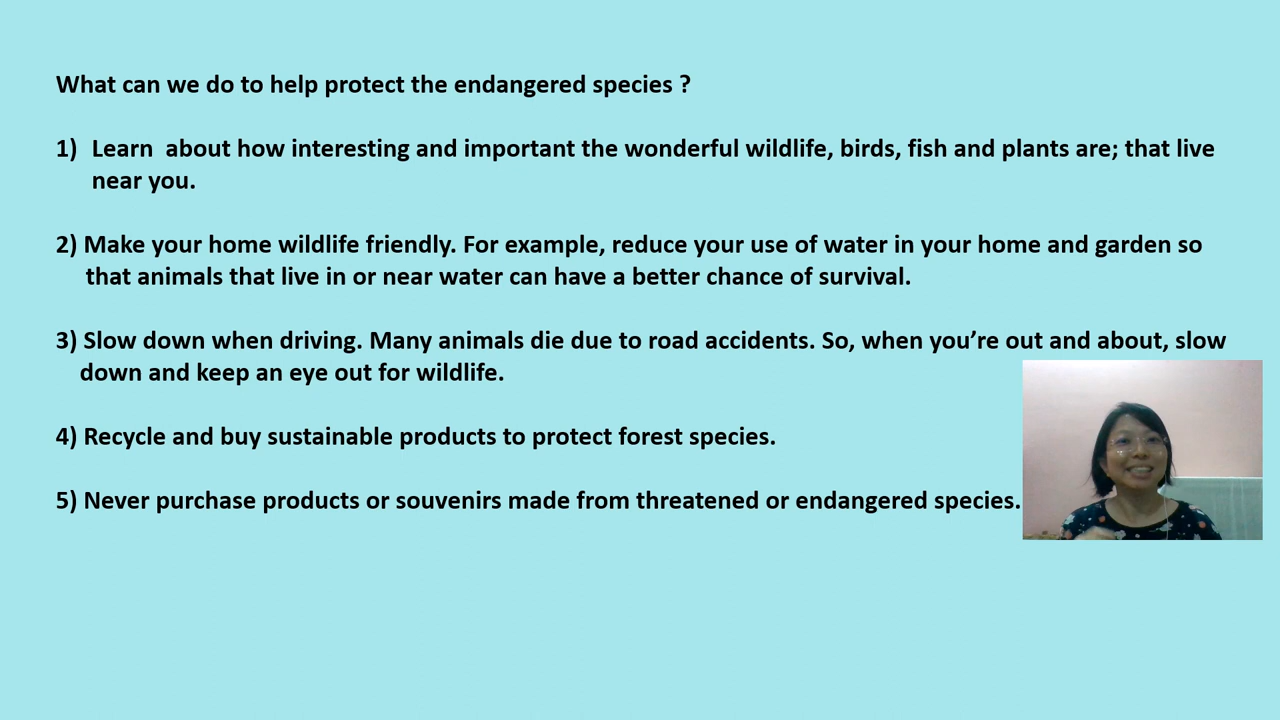 What can we do to help protect the endangered species ?
1) Learn  about how interesting and important the wonderful wildlife, birds, fish and plants are; that live
near you.
2) Make your home wildlife friendly. For example, reduce your use of water in your home and garden so
that animals that live in or near water can have a better chance of survival.
3) Slow down when driving. Many animals die due to road accidents. So, when you’re out and about, slow
down and keep an eye out for wildlife.
4) Recycle and buy sustainable products to protect forest species.
5) Never purchase products or souvenirs made from threatened or endangered species.